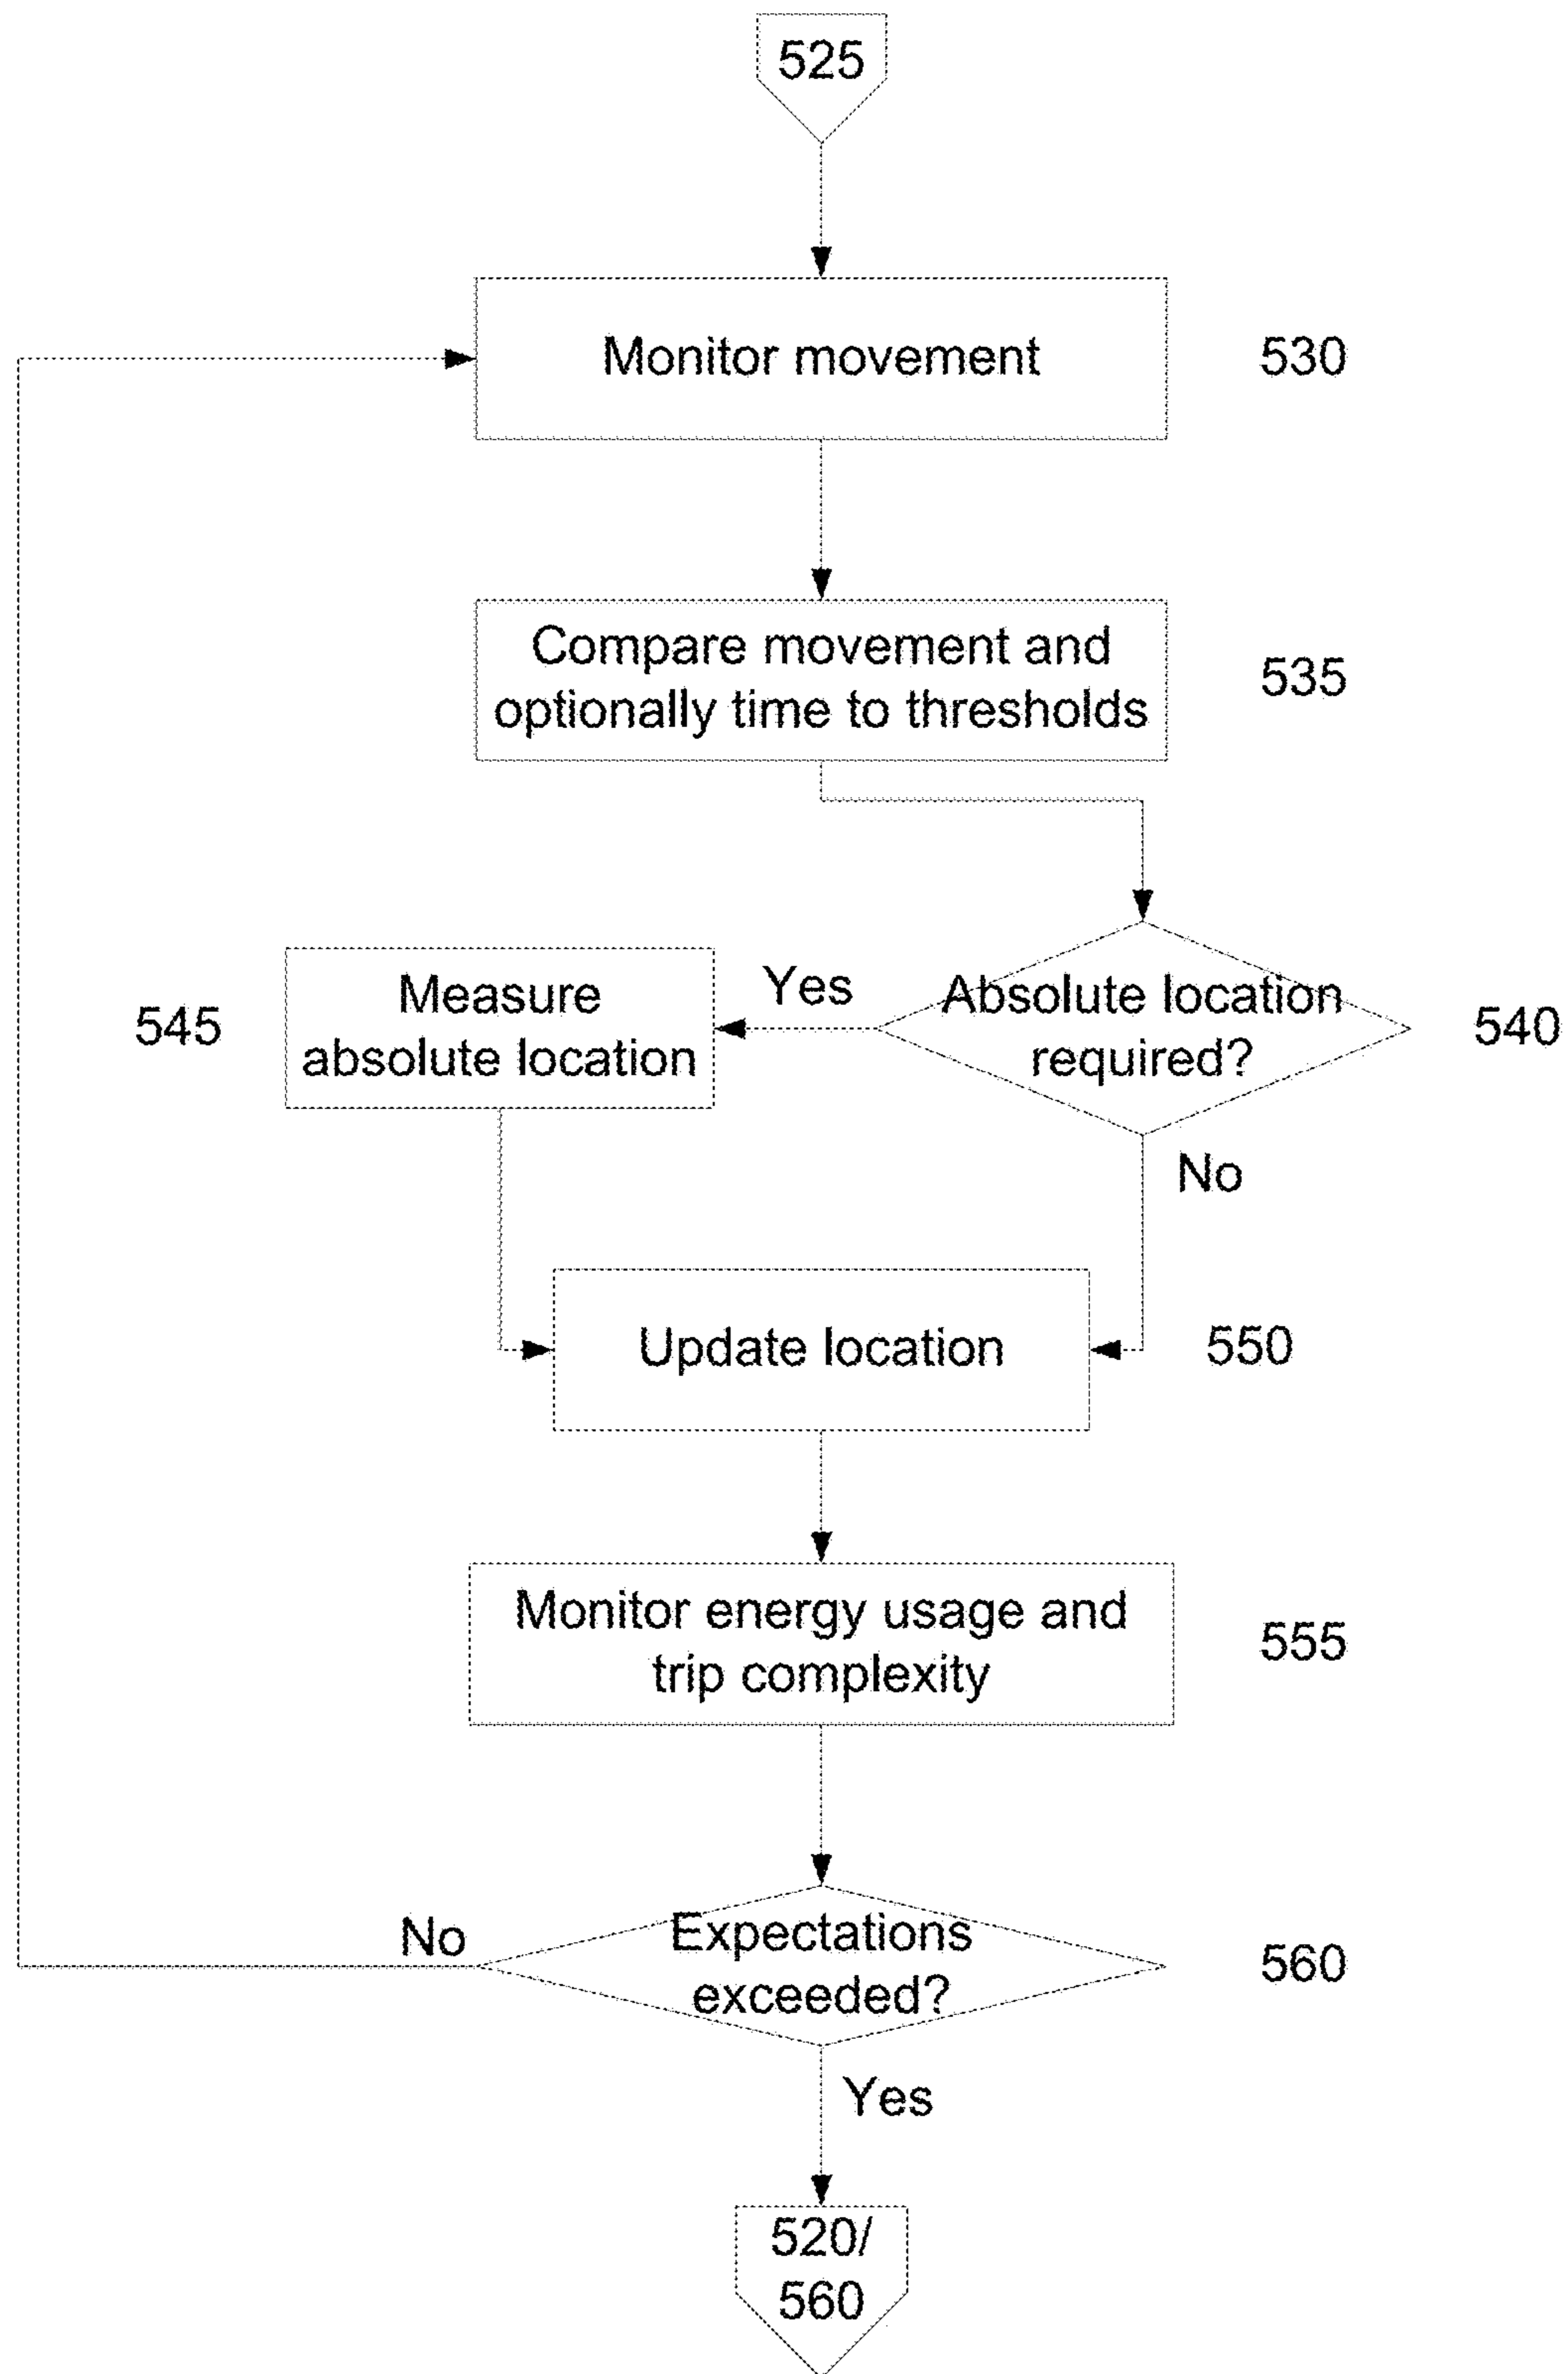 525
Monitor movement
530
Compare movement and
optionally time to thresholds
535
Measure
absolute location
545
Yes
Absolute location
required?
540
No
Update location
550
Monitor energy usage and
trip complexity
555
No
Expectations
exceeded?
560
Yes
520/
560